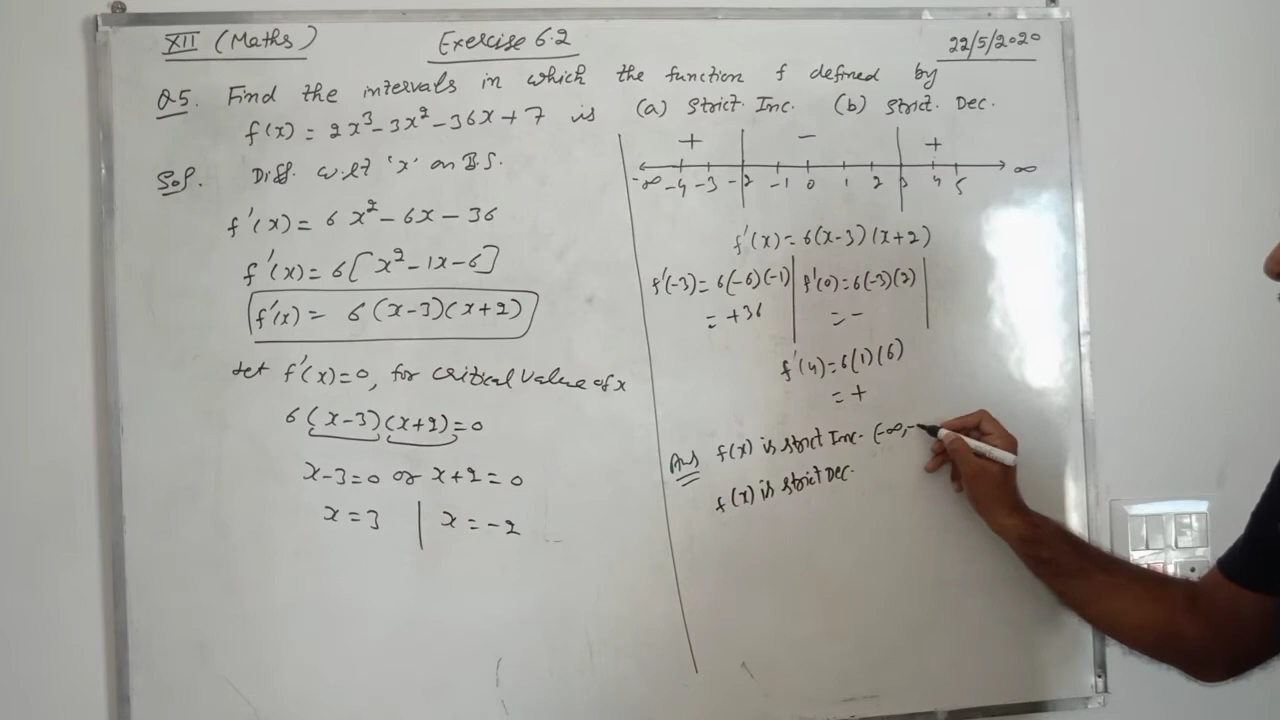 XII (Maths)
Exercise 6.2
22/5/2020
Q5. Find the intervals in which the function f defined by
f(x) = 2x³-3x²-36x+7 is (a) Strict. Inc. (b) Strict. Dec.
Sol. Diff. w.r.t 'x' on B.S.
f'(x) = 6x²-6x-36
f'(x) = 6[x²-1x-6]
f'(x) = 6(x-3)(x+2)
let f'(x)=0, for critical value of x
6(x-3)(x+2)=0
x-3=0 or x+2=0
x=3 | x=-2
+ - +
-∞ -4 -3 -2 -1 0 1 2 3 4 5 ∞
f'(x)=6(x-3)(x+2)
f'(-3)=6(-6)(-1) | f'(0)=6(-3)(2)
= +36 | = -
f'(4)=6(1)(6)
= +
Ans f(x) is strict Inc. (-∞,-
f(x) is strict Dec.